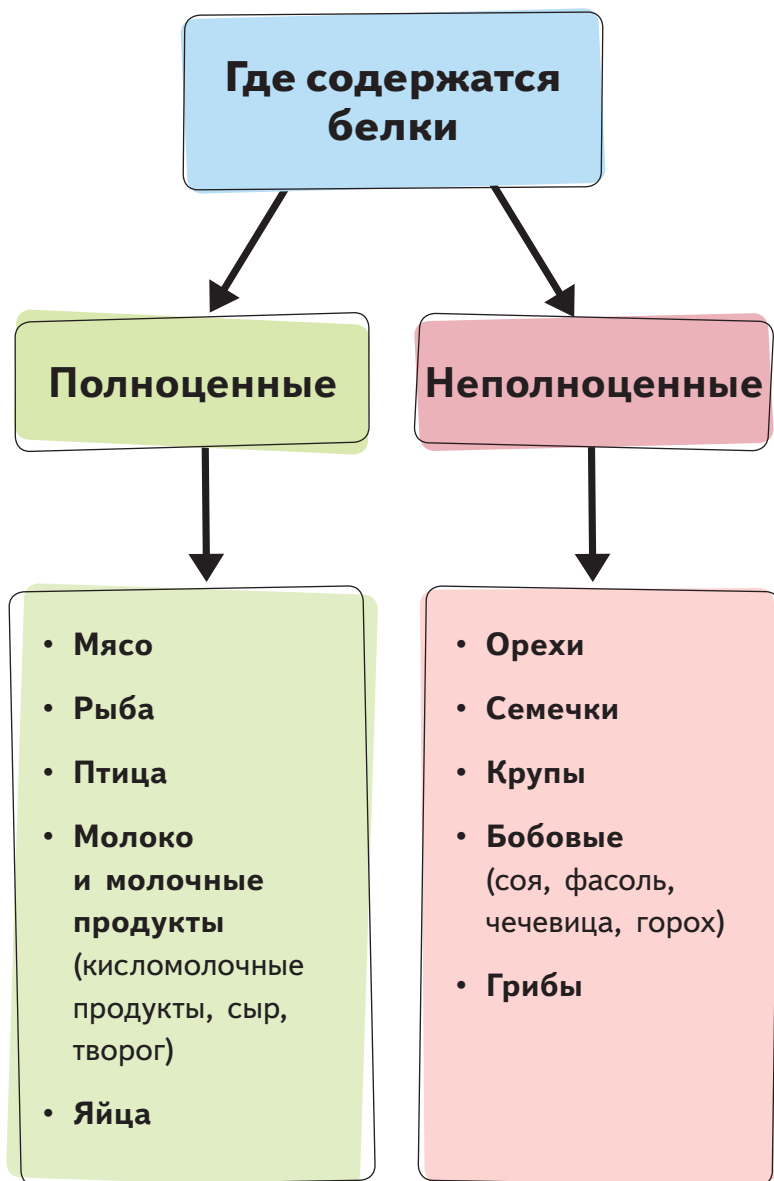 Где содержатся
белки
Полноценные
Неполноценные
• Мясо
• Рыба
• Птица
• Молоко
и молочные
продукты
(кисломолочные
продукты, сыр,
творог)
• Яйца
• Орехи
• Семечки
• Крупы
• Бобовые
(соя, фасоль,
чечевица, горох)
• Грибы